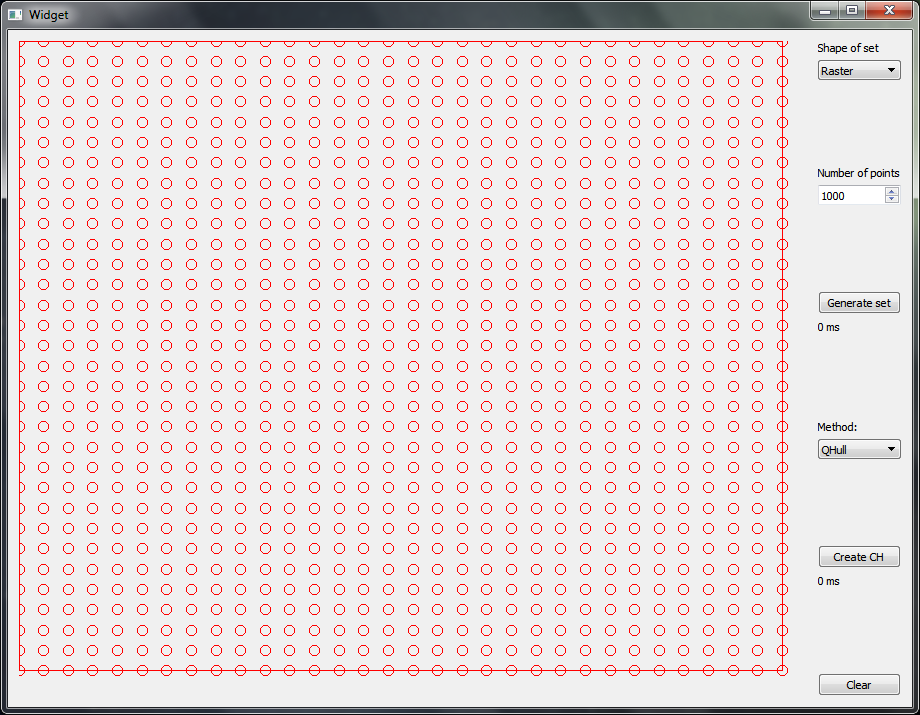 Widget
Shape of set
Raster
Number of points
1000
Generate set
0 ms
Method:
QHull
Create CH
0 ms
Clear